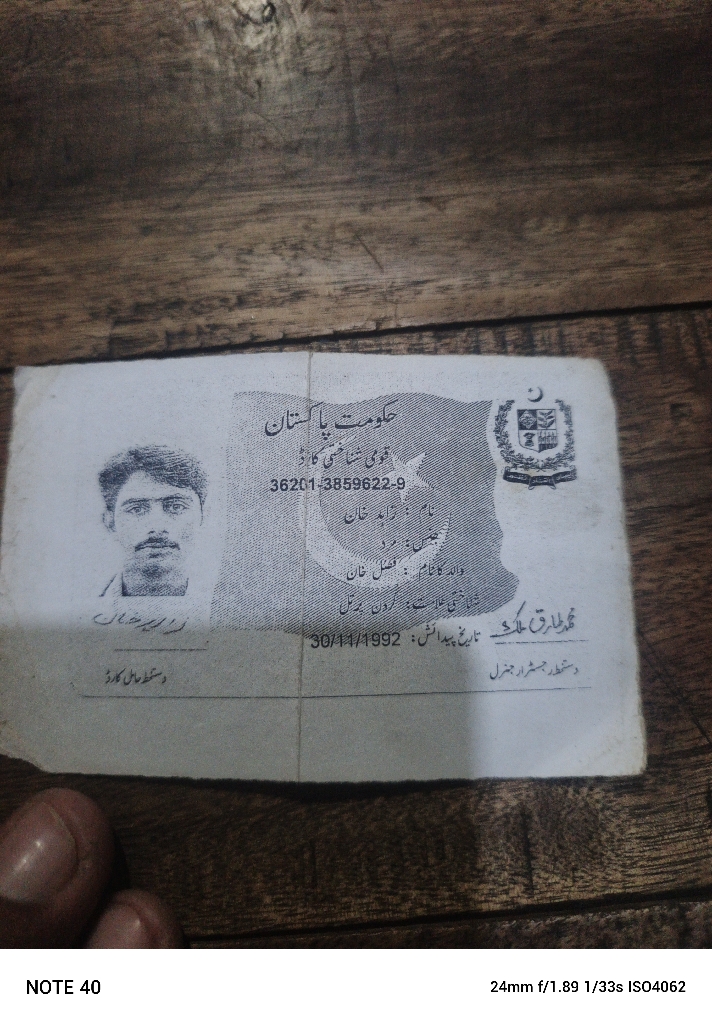 حکومت پاکستان
قومی شناختی کارڈ
36201-3859622-9
نام : زاہد خان
جنس: مرد
والد کا نام : فضل خان
شناختی علامت: گردن پر تل
تاریخ پیدائش: 30/11/1992
محمد طارق ملک
دستخط حامل کارڈ
دستخط رجسٹرار جنرل
NOTE 40
24mm f/1.89 1/33s ISO4062